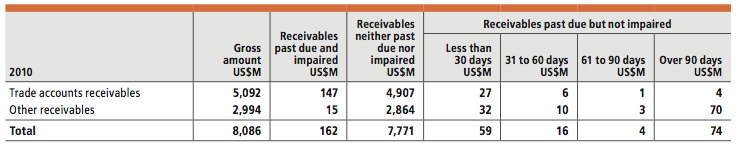 Receivables past due but not impaired
Receivables
Receivables neither past
Gross past due and due nor Less than
amount impaired impaired 30 days 31 to 60 days 61 to 90 days Over 90 days
2010 US$M US$M US$M US$M US$M US$M US$M
Trade accounts receivables 5,092 147 4,907 27 6 1 4
Other receivables 2,994 15 2,864 32 10 3 70
Total 8,086 162 7,771 59 16 4 74